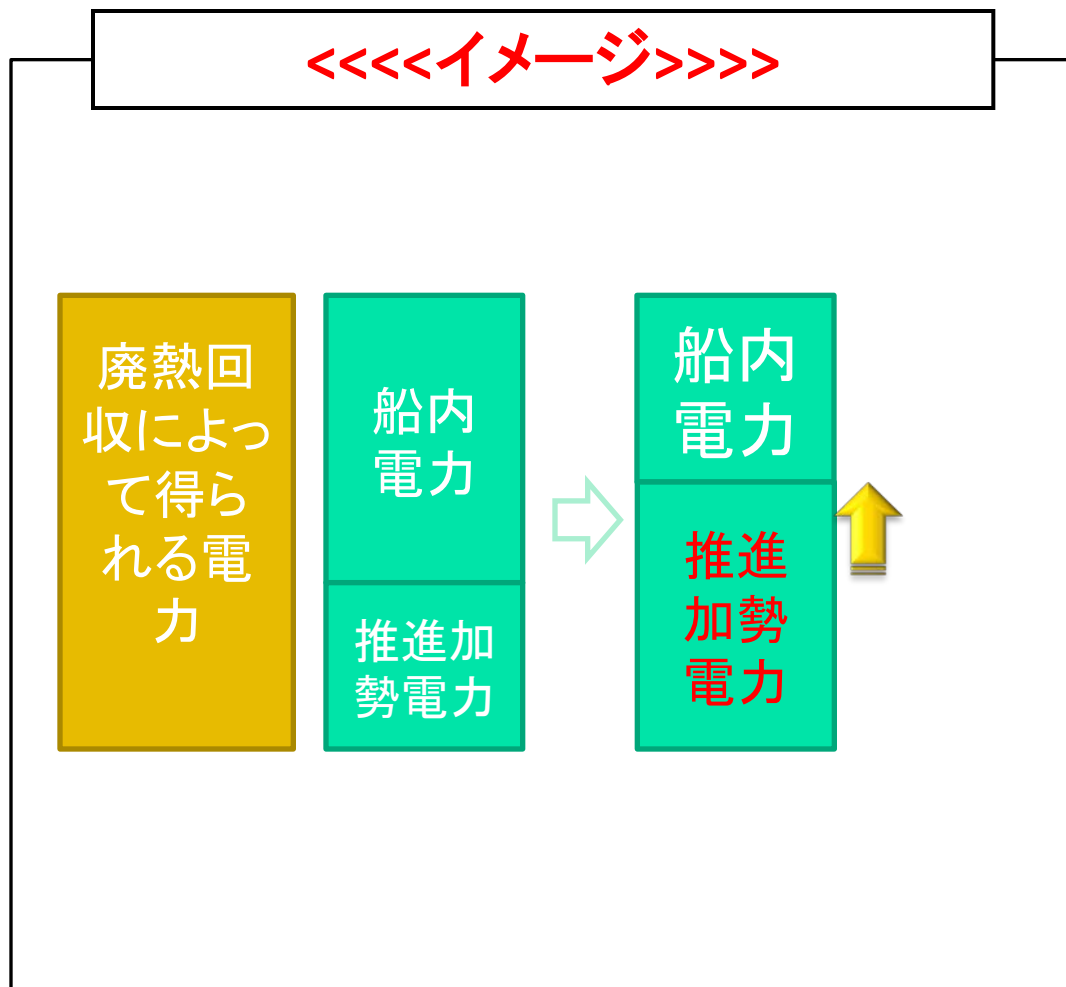 <<<<イメージ>>>>
廃熱回
収によっ
て得ら
れる電
力
船内
電力
推進加
勢電力
船内
電力
推進
加勢
電力